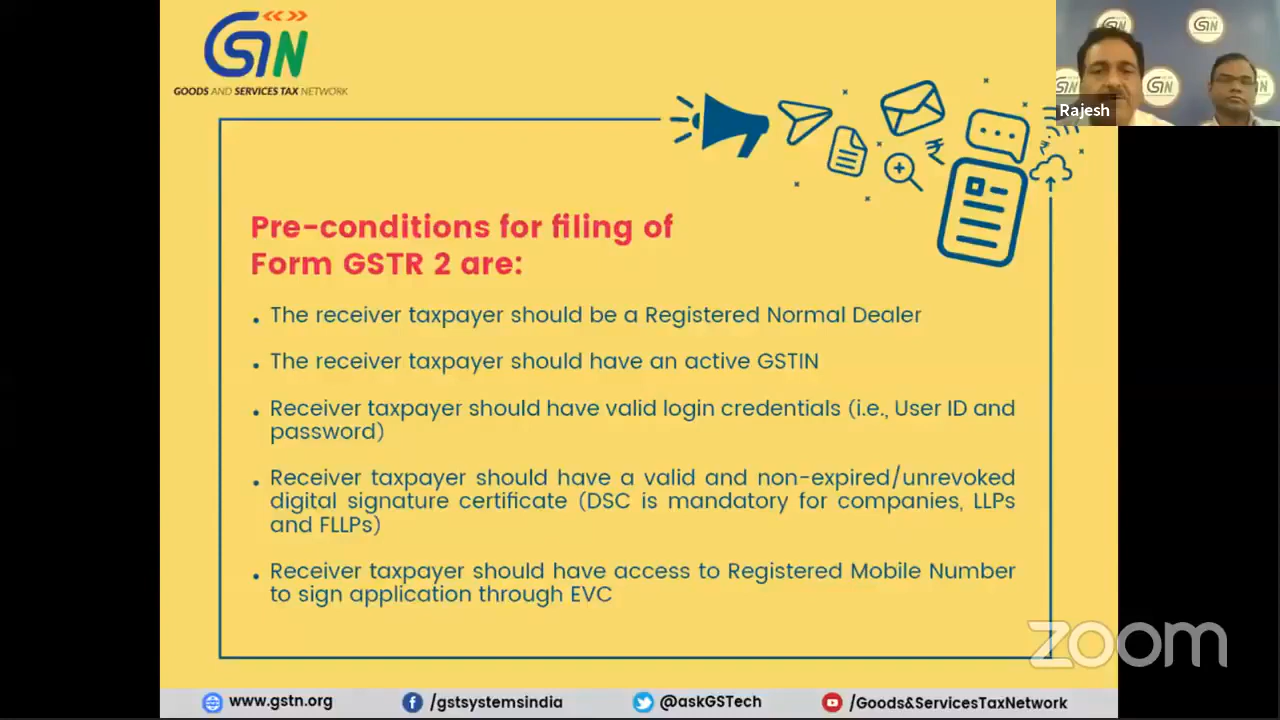 GSTN
GOODS AND SERVICES TAX NETWORK
Rajesh
Pre-conditions for filing of
Form GSTR 2 are:
• The receiver taxpayer should be a Registered Normal Dealer
• The receiver taxpayer should have an active GSTIN
• Receiver taxpayer should have valid login credentials (i.e., User ID and
password)
• Receiver taxpayer should have a valid and non-expired/unrevoked
digital signature certificate (DSC is mandatory for companies, LLPs
and FLLPs)
• Receiver taxpayer should have access to Registered Mobile Number
to sign application through EVC
zoom
www.gstn.org
/gstsystemsindia
@askGSTech
/Goods&ServicesTaxNetwork